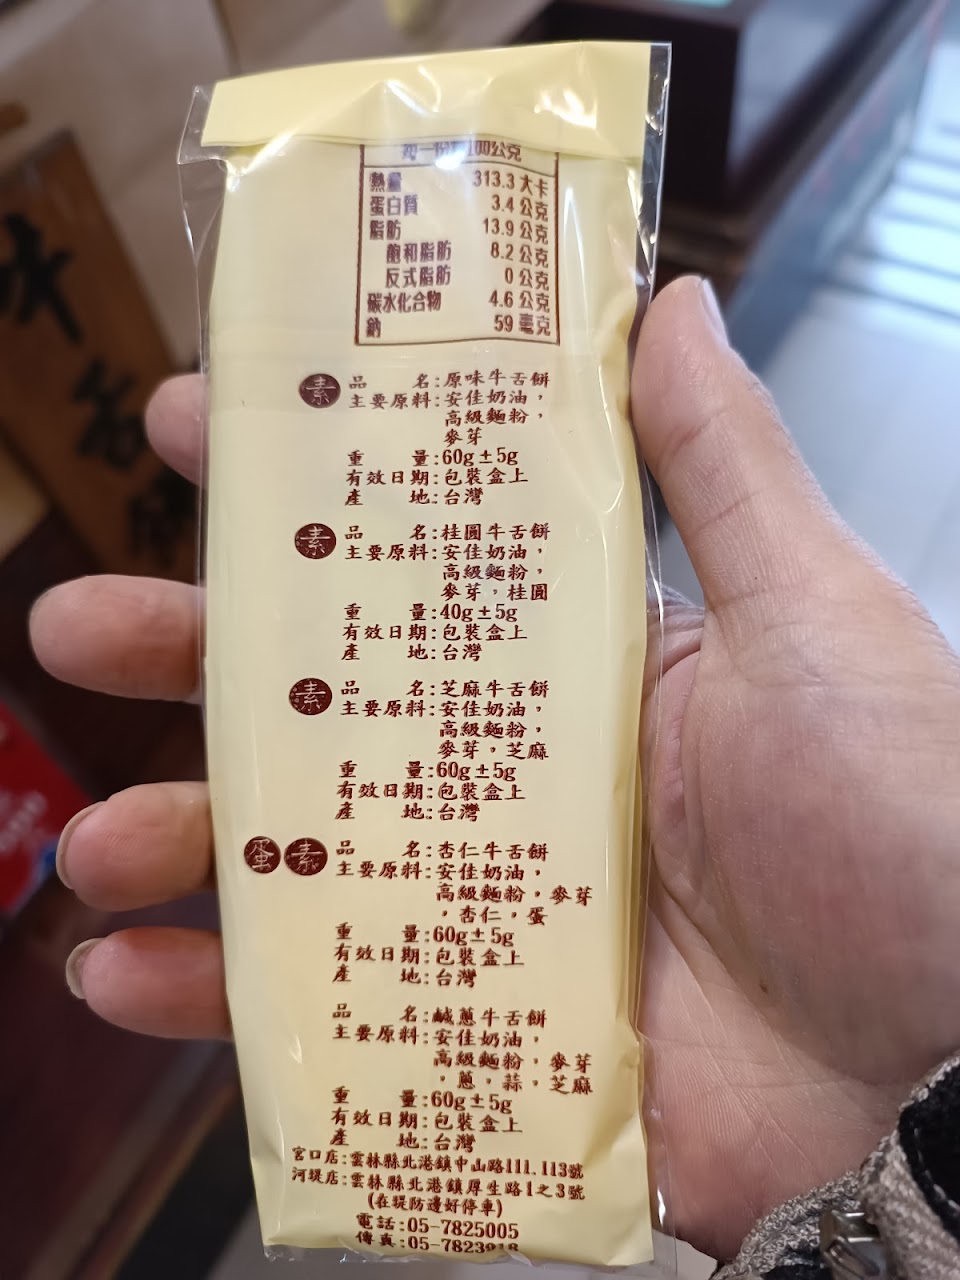 每一份量100公克
熱量 313.3 大卡
蛋白質 3.4 公克
脂肪 13.9 公克
飽和脂肪 8.2 公克
反式脂肪 0 公克
碳水化合物 4.6 公克
鈉 59 毫克
素 品 名:原味牛舌餅
主要原料:安佳奶油，
高級麵粉，
麥芽
重 量:60g±5g
有效日期:包裝盒上
產 地:台灣
素 品 名:桂圓牛舌餅
主要原料:安佳奶油，
高級麵粉，
麥芽，桂圓
重 量:40g±5g
有效日期:包裝盒上
產 地:台灣
素 品 名:芝麻牛舌餅
主要原料:安佳奶油，
高級麵粉，
麥芽，芝麻
重 量:60g±5g
有效日期:包裝盒上
產 地:台灣
蛋 素 品 名:杏仁牛舌餅
主要原料:安佳奶油，
高級麵粉，麥芽
，杏仁，蛋
重 量:60g±5g
有效日期:包裝盒上
產 地:台灣
品 名:鹹蔥牛舌餅
主要原料:安佳奶油，
高級麵粉，麥芽
，蔥，蒜，芝麻
重 量:60g±5g
有效日期:包裝盒上
產 地:台灣
宮口店:雲林縣北港鎮中山路111.113號
河堤店:雲林縣北港鎮厚生路1之3號
(在堤防邊好停車)
電話:05-7825005
傳真:05-7823918
牛舌餅